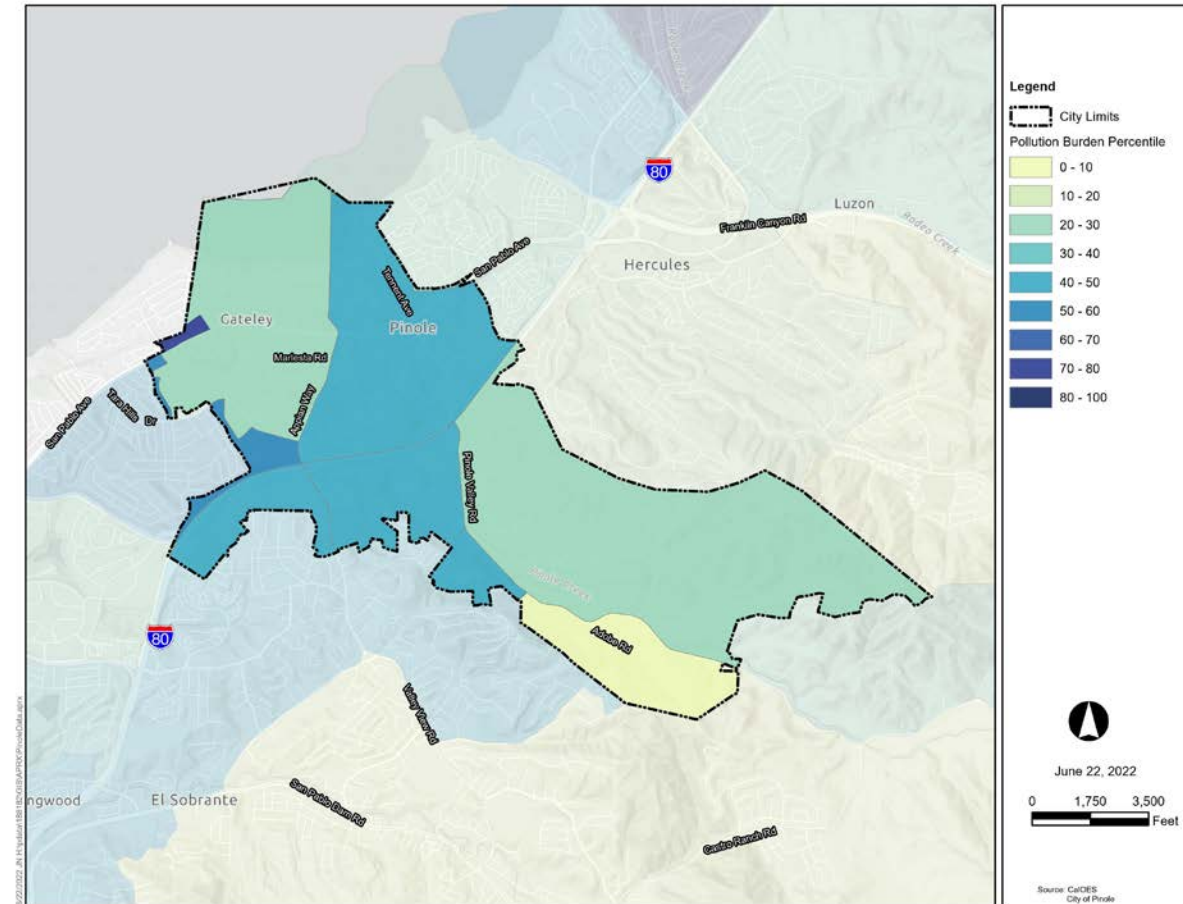 Rodeo Creek
80
Luzon
Franklin Canyon Rd
Rodeo Creek
San Pablo Ave
Hercules
Tennent Ave
Gateley
Pinole
Marlesta Rd
Appian Way
San Pablo Ave
Tara Hills Dr
Pinole Valley Rd
Pinole Creek
80
Adobe Rd
Valley View Rd
ngwood
El Sobrante
San Pablo Dam Rd
Castro Ranch Rd
Legend
City Limits
Pollution Burden Percentile
0 - 10
10 - 20
20 - 30
30 - 40
40 - 50
50 - 60
60 - 70
70 - 80
80 - 100
June 22, 2022
0 1,750 3,500
Feet
Source: CalOES
City of Pinole